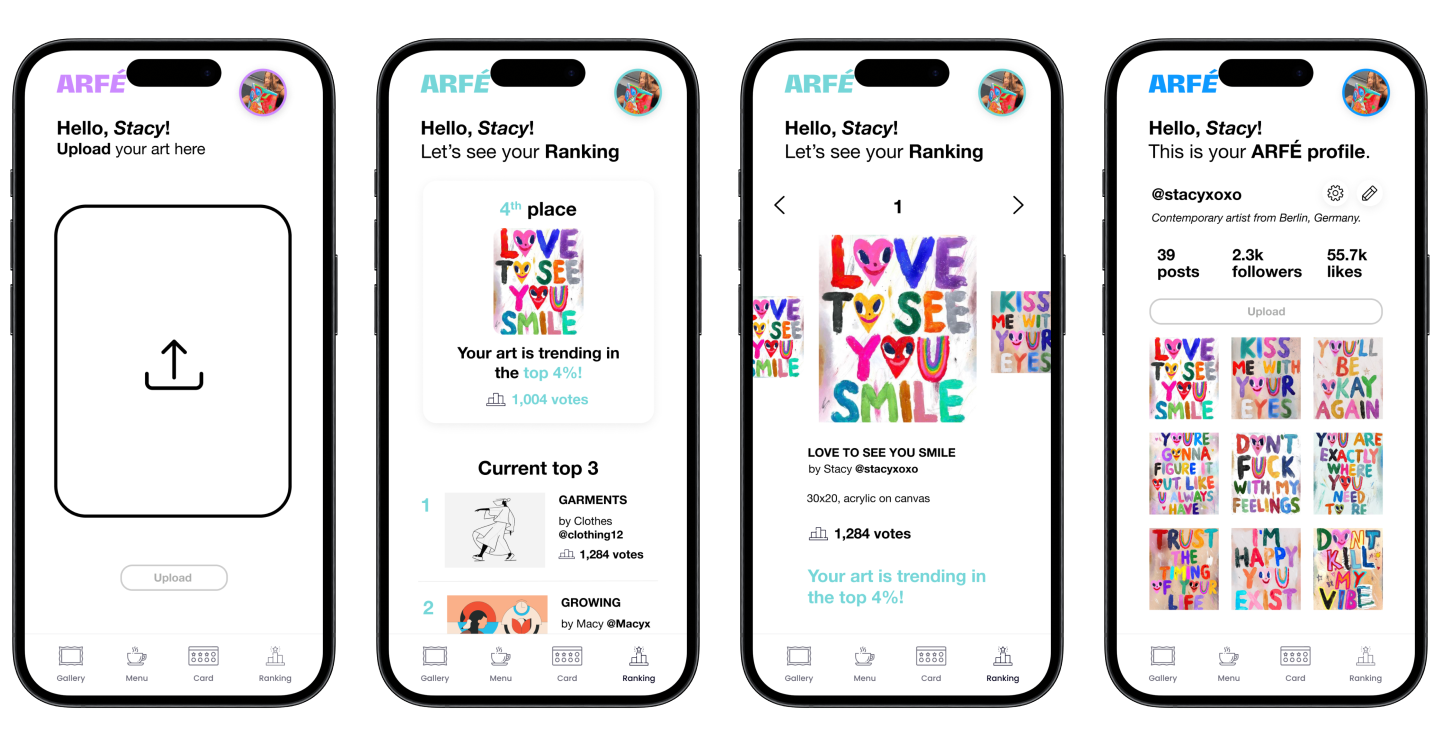 ARFÉ
Hello, Stacy!
Upload your art here
Upload
Gallery
Menu
Card
Ranking
ARFÉ
Hello, Stacy!
Let's see your Ranking
4th place
LOVE
TO SEE
YOU
SMILE
Your art is trending in
the top 4%!
1,004 votes
Current top 3
1
GARMENTS
by Clothes
@clothing12
1,284 votes
2
GROWING
by Macy @Macyx
Gallery
Menu
Card
Ranking
ARFÉ
Hello, Stacy!
Let's see your Ranking
1
OVE
SEE
YOU
MILE
LOVE
TO SEE
YOU
SMILE
KISS
ME WIT
YOUR
EYES
LOVE TO SEE YOU SMILE
by Stacy @stacyxoxo
30x20, acrylic on canvas
1,284 votes
Your art is trending in
the top 4%!
Gallery
Menu
Card
Ranking
ARFÉ
Hello, Stacy!
This is your ARFÉ profile.
@stacyxoxo
Contemporary artist from Berlin, Germany.
39
posts
2.3k
followers
55.7k
likes
Upload
LOVE
TO SEE
YOU
SMILE
KISS
ME WITH
YOUR
EYES
YOU'LL
BE
OKAY
AGAIN
YOU'RE
GONNA
FIGURE IT
OUT. LIKE
U ALWAYS
HAVE
DON'T
FUCK
WITH MY
FEELINGS
YOU ARE
EXACTLY
WHERE
YOU
NEED
TO
TRUST
THE
TIMING
OF YOUR
LIFE
I'M
HAPPY
YOU
EXIST
DONT
KILL
MY
VIBE
Gallery
Menu
Card
Ranking